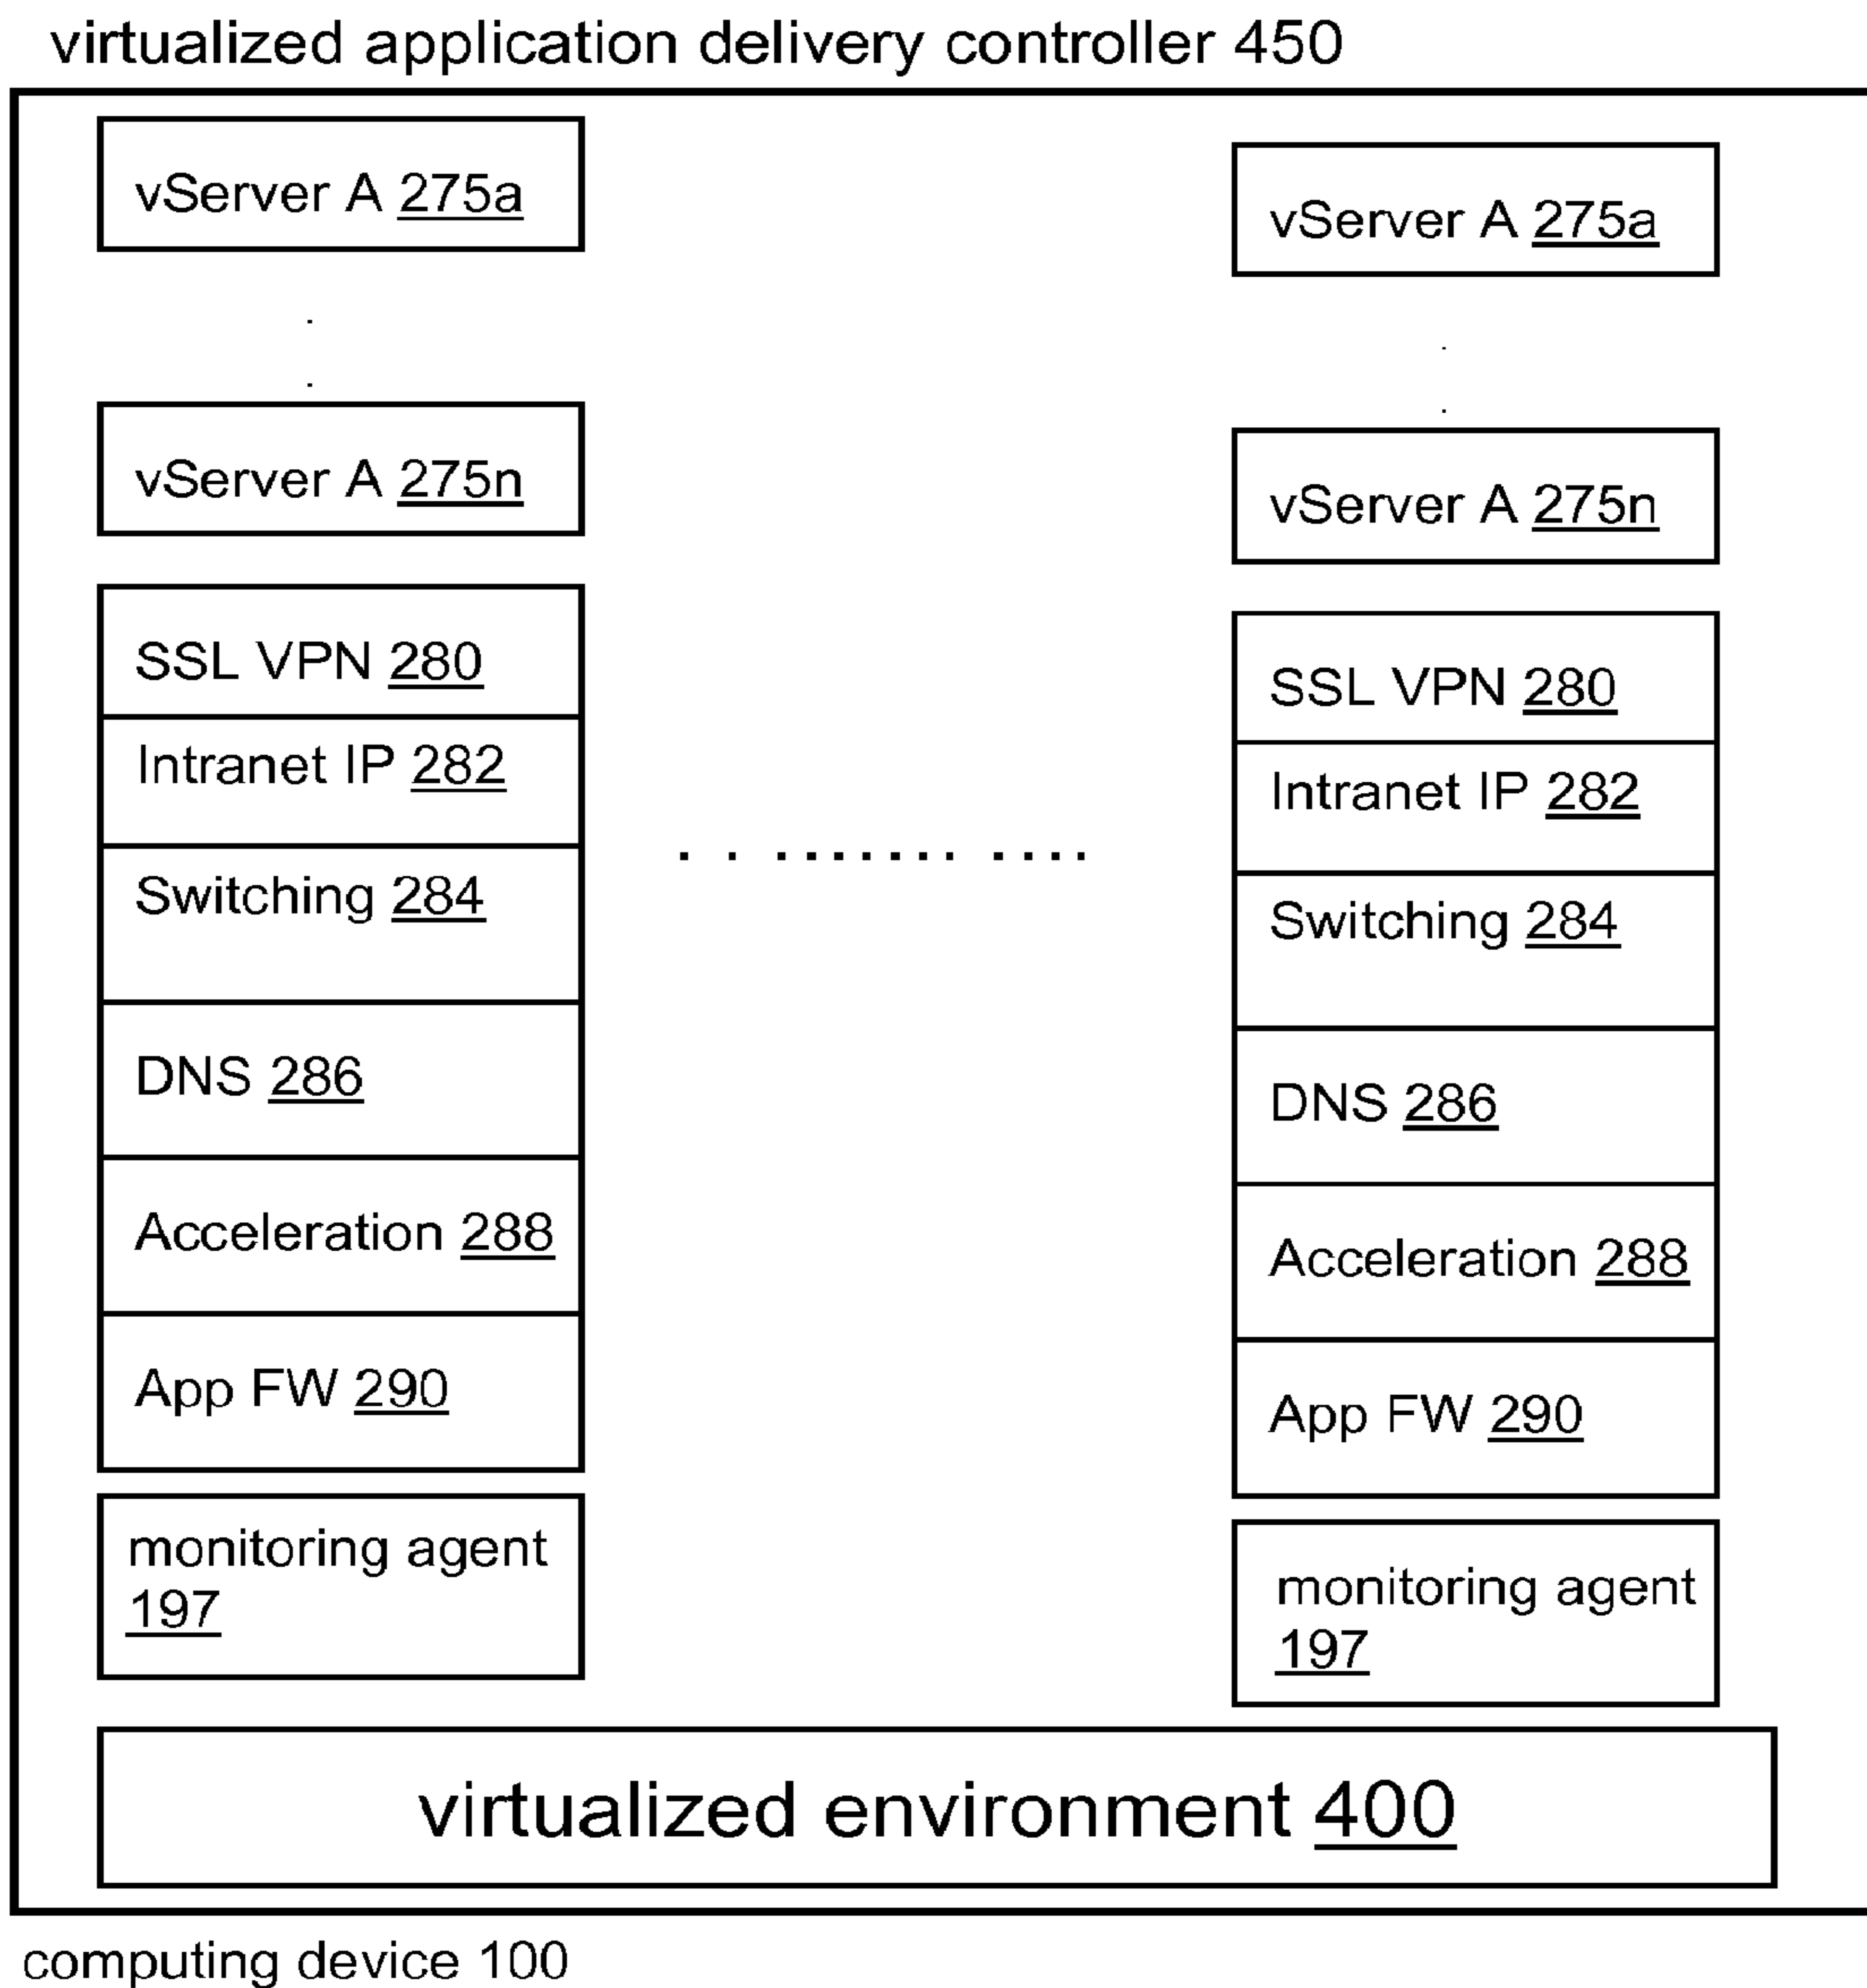 virtualized application delivery controller 450
vServer A 275a
vServer A 275n
SSL VPN 280
Intranet IP 282
Switching 284
DNS 286
Acceleration 288
App FW 290
monitoring agent
197
vServer A 275a
vServer A 275n
SSL VPN 280
Intranet IP 282
Switching 284
DNS 286
Acceleration 288
App FW 290
monitoring agent
197
virtualized environment 400
computing device 100